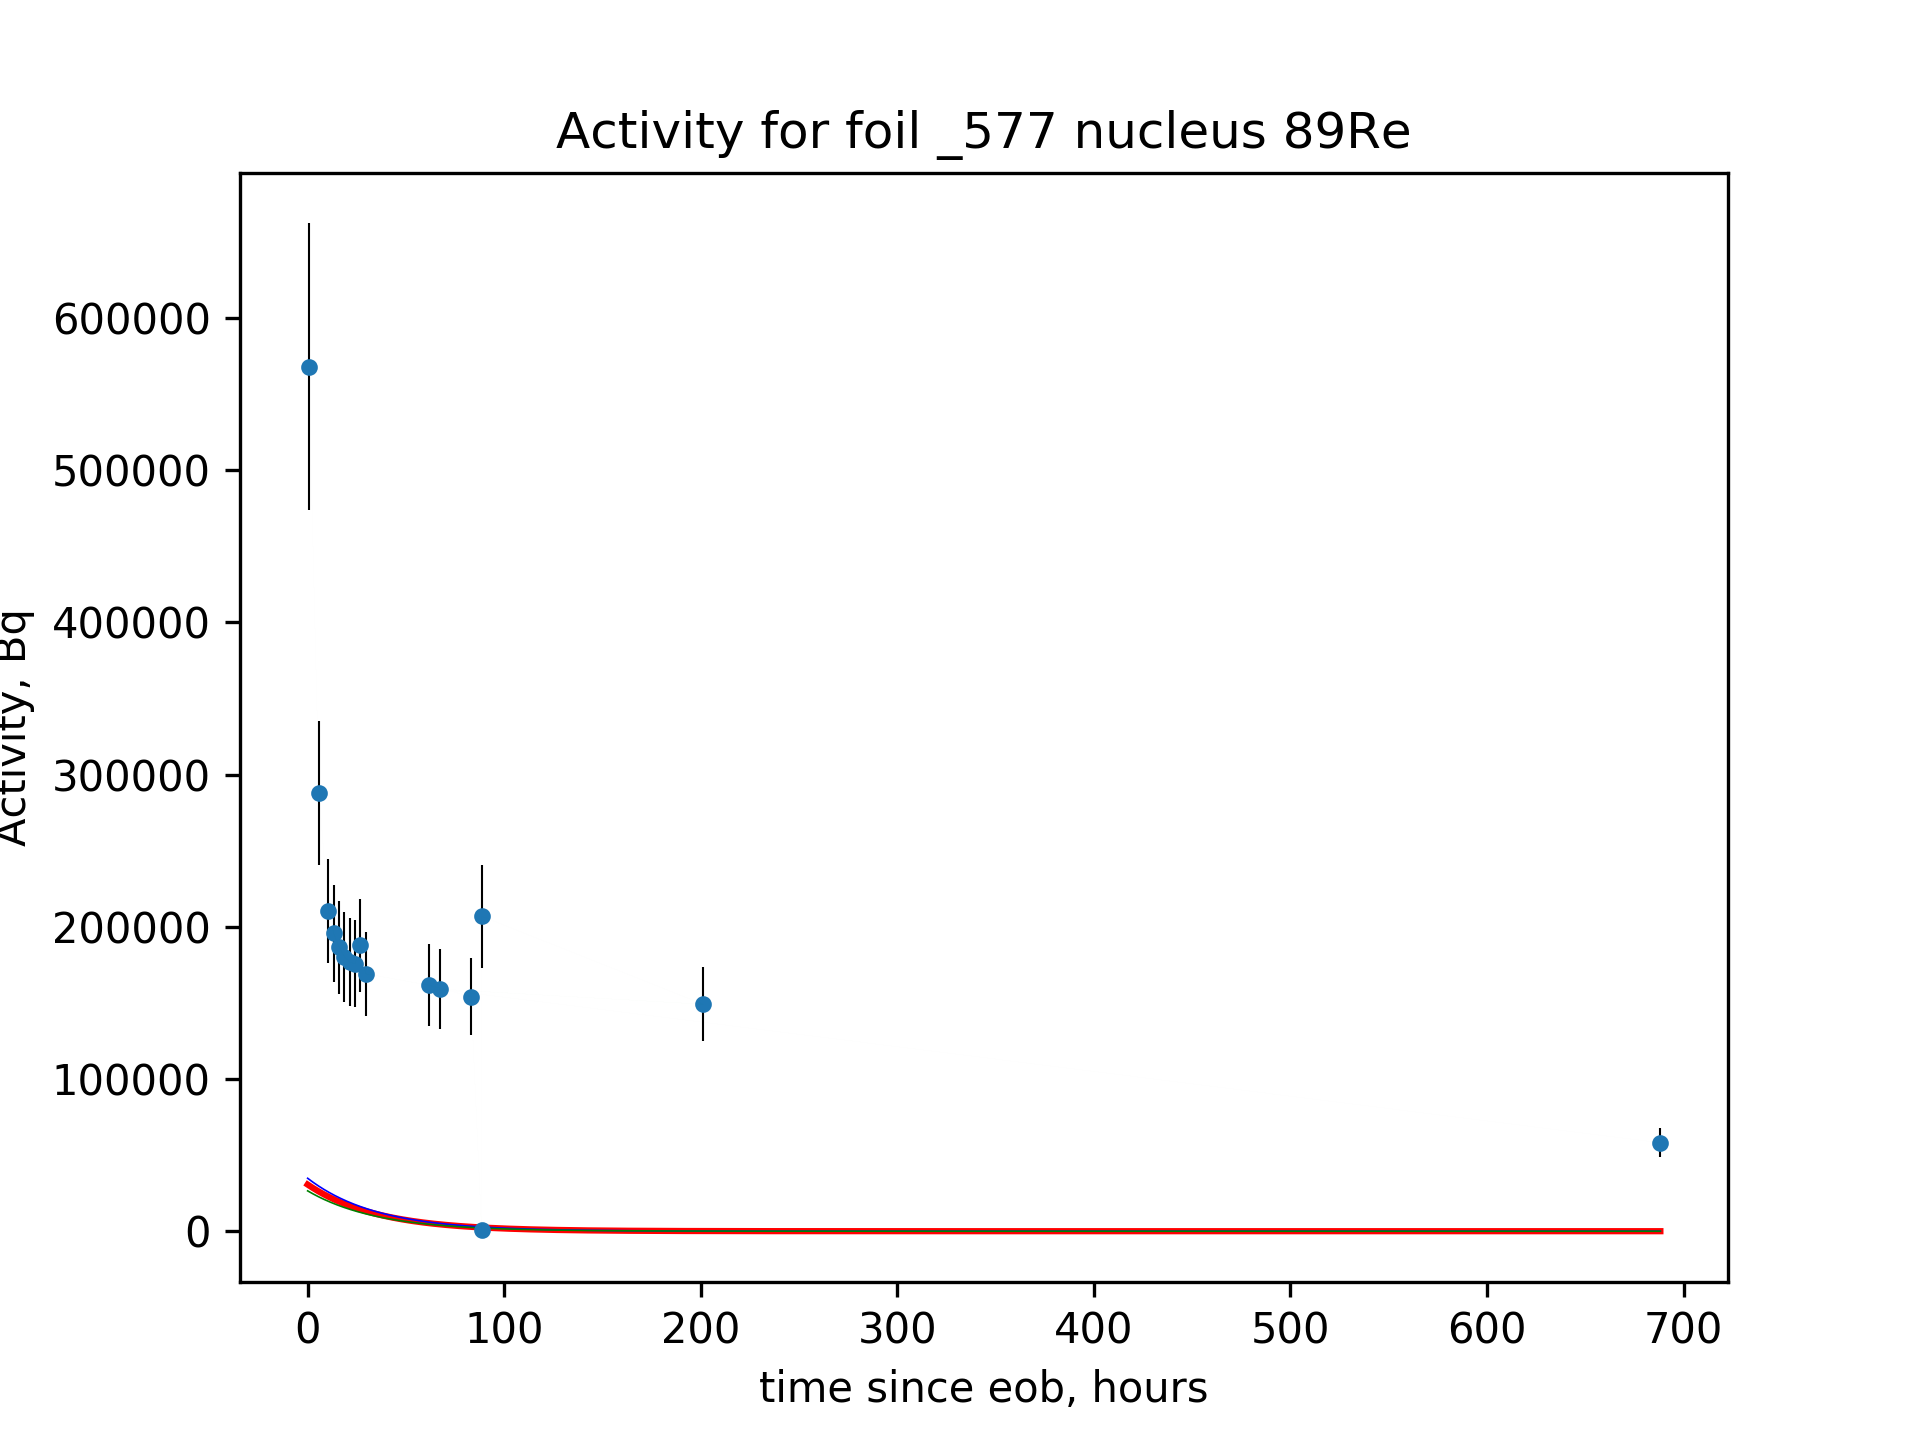 Activity for foil _577 nucleus 89Re
600000
500000
400000
300000
200000
100000
0
Activity, Bq
0 100 200 300 400 500 600 700
time since eob, hours